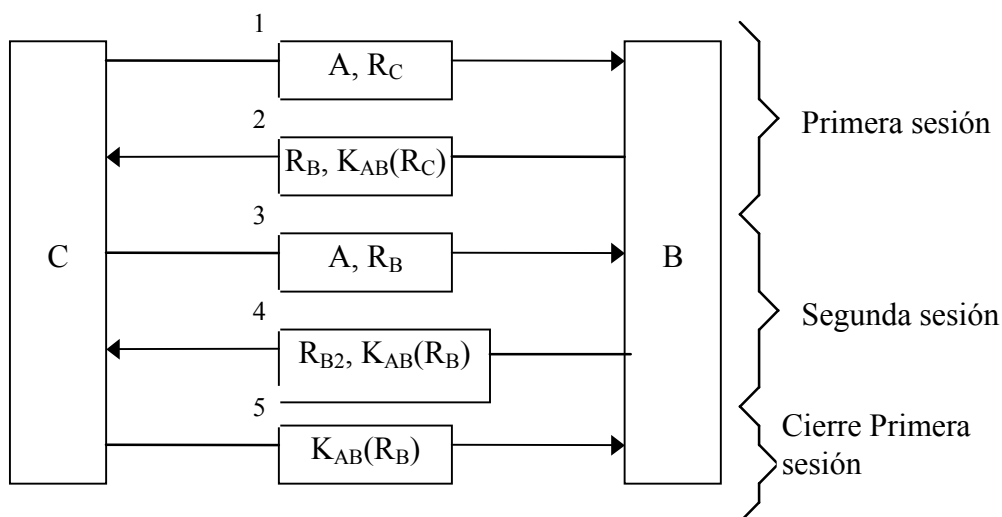 1
A, R_C
Primera sesión
2
R_B, K_AB(R_C)
3
C
A, R_B
B
4
Segunda sesión
R_B2, K_AB(R_B)
5
Cierre Primera
sesión
K_AB(R_B)